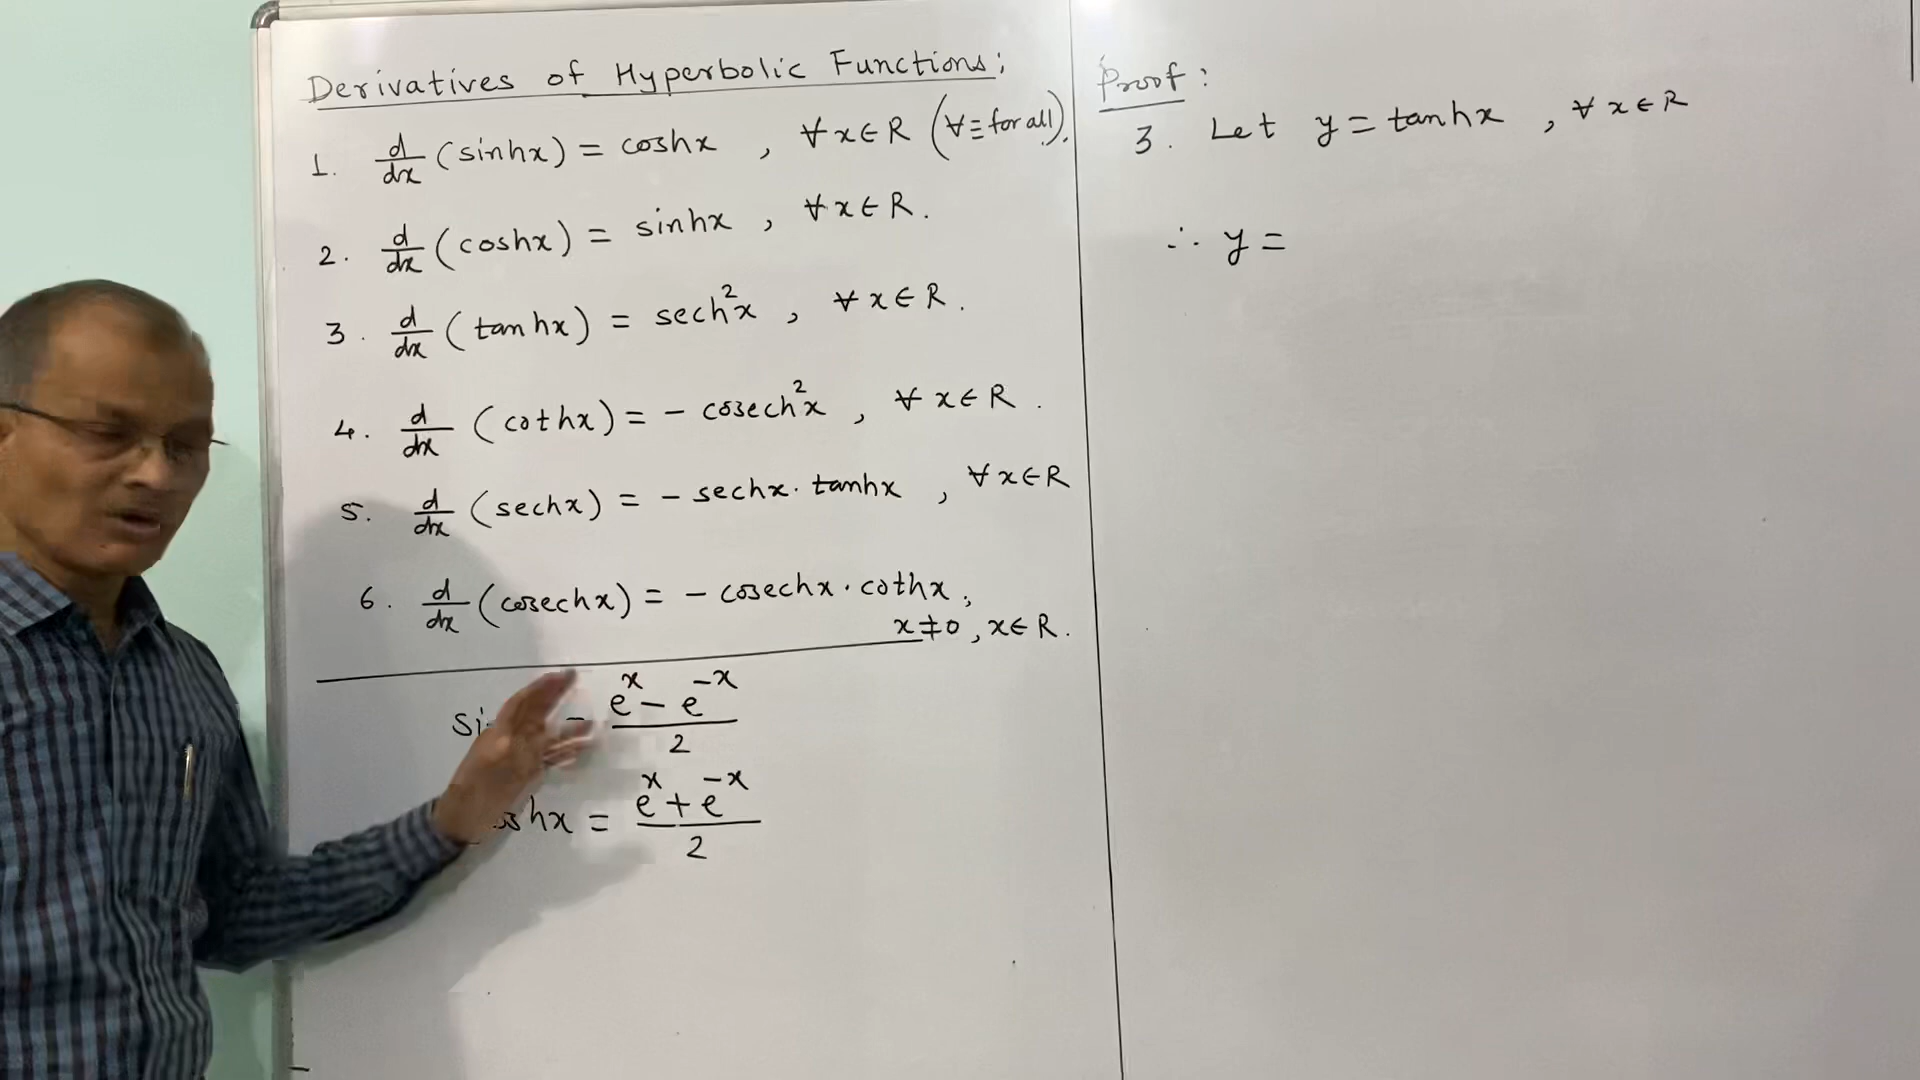 Derivatives of Hyperbolic Functions:
1. d/dx (sinhx) = coshx , ∀ x∈R (∀ ≡ for all).
2. d/dx (coshx) = sinhx , ∀ x∈R.
3. d/dx (tanhx) = sech²x , ∀ x∈R.
4. d/dx (cothx) = - cosech²x , ∀ x∈R.
5. d/dx (sechx) = - sechx. tanhx , ∀ x∈R
6. d/dx (cosechx) = - cosechx . cothx ,
x≠0 , x∈R.
(e^x - e^-x)/2
hx = (e^x + e^-x)/2
Proof :
3. Let y = tanhx , ∀ x∈R
∴ y =